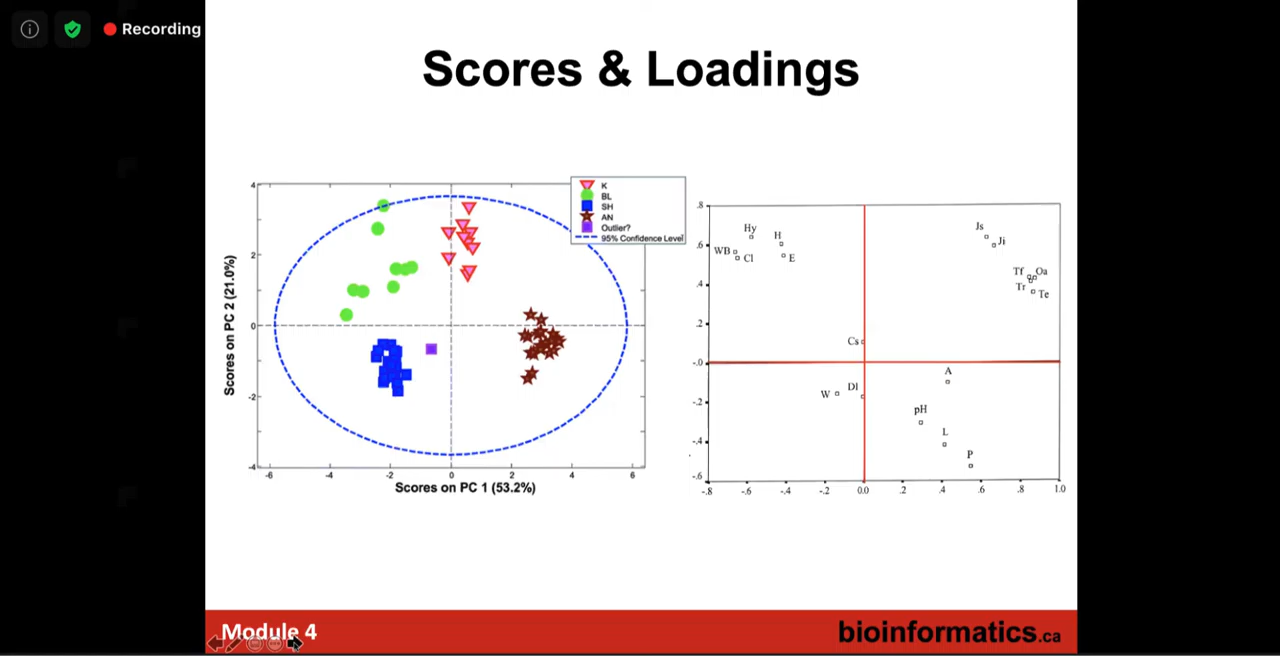 Recording
Scores & Loadings
K
BL
SH
AN
Outlier?
95% Confidence Level
4
2
0
-2
-4
-6
-4
-2
0
2
4
6
Scores on PC 2 (21.0%)
Scores on PC 1 (53.2%)
.8
.6
.4
.2
-.0
-.2
-.4
-.6
-.8
-.6
-.4
-.2
0.0
.2
.4
.6
.8
1.0
Hy
H
WB
Cl
E
Js
Ji
Tf
Oa
Tr
Te
Cs
W
Dl
A
pH
L
P
Module 4
bioinformatics.ca